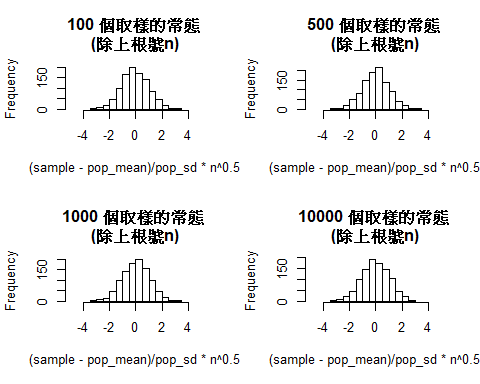 100 個取樣的常態
(除上根號n)
Frequency
0
150
-4 -2 0 2 4
(sample - pop_mean)/pop_sd * n^0.5
500 個取樣的常態
(除上根號n)
Frequency
0
150
-4 -2 0 2 4
(sample - pop_mean)/pop_sd * n^0.5
1000 個取樣的常態
(除上根號n)
Frequency
0
150
-4 -2 0 2 4
(sample - pop_mean)/pop_sd * n^0.5
10000 個取樣的常態
(除上根號n)
Frequency
0
150
-4 -2 0 2 4
(sample - pop_mean)/pop_sd * n^0.5